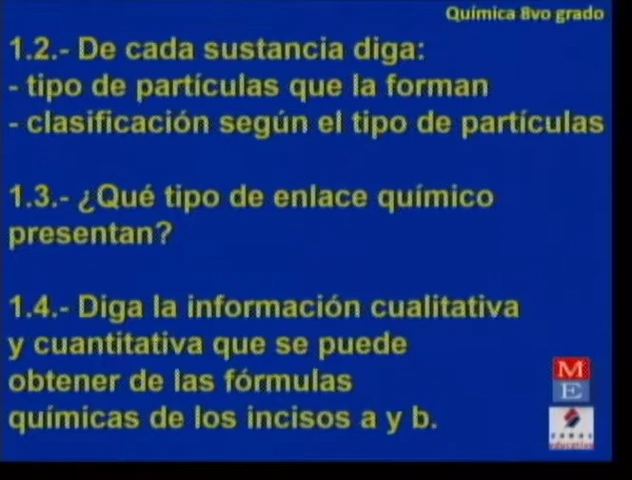 Química 8vo grado
1.2.- De cada sustancia diga:
- tipo de partículas que la forman
- clasificación según el tipo de partículas
1.3.- ¿Qué tipo de enlace químico
presentan?
1.4.- Diga la información cualitativa
y cuantitativa que se puede
obtener de las fórmulas
químicas de los incisos a y b.
M
E